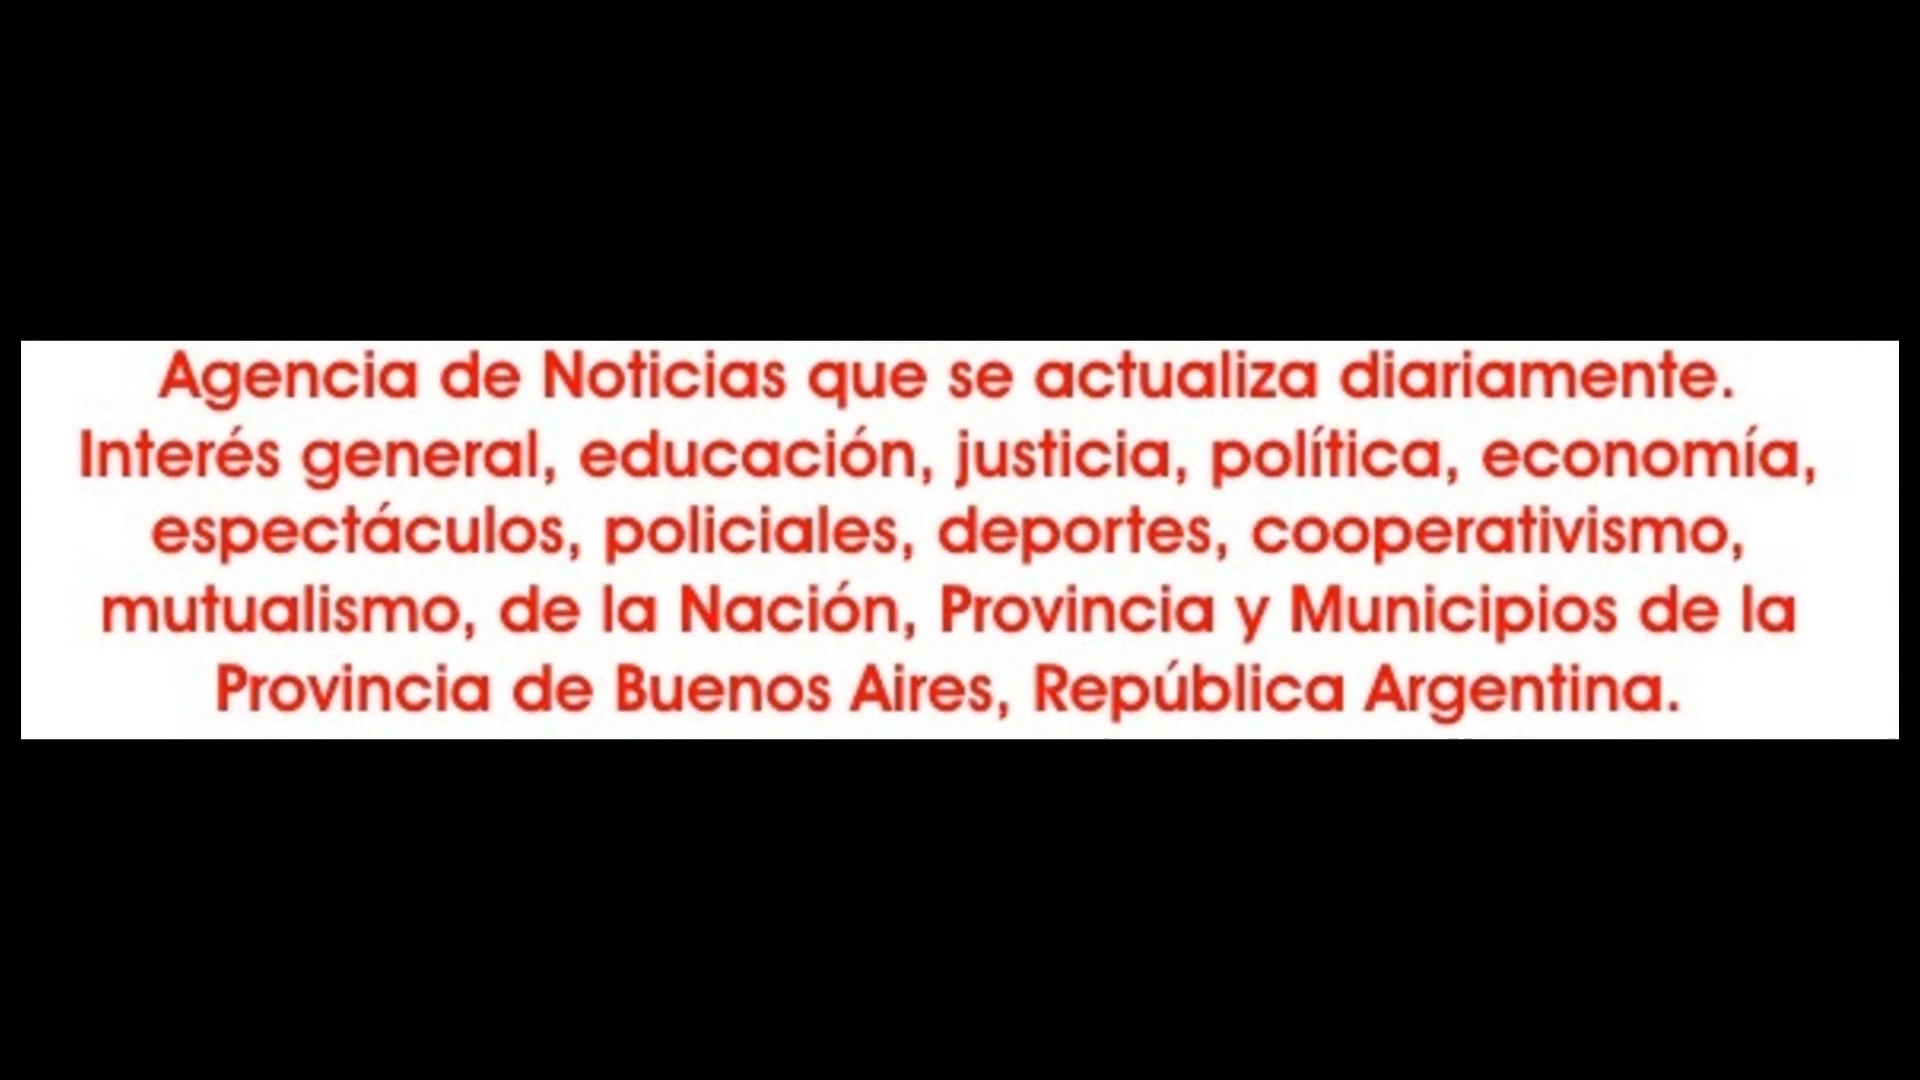 Agencia de Noticias que se actualiza diariamente.
Interés general, educación, justicia, política, economía,
espectáculos, policiales, deportes, cooperativismo,
mutualismo, de la Nación, Provincia y Municipios de la
Provincia de Buenos Aires, República Argentina.